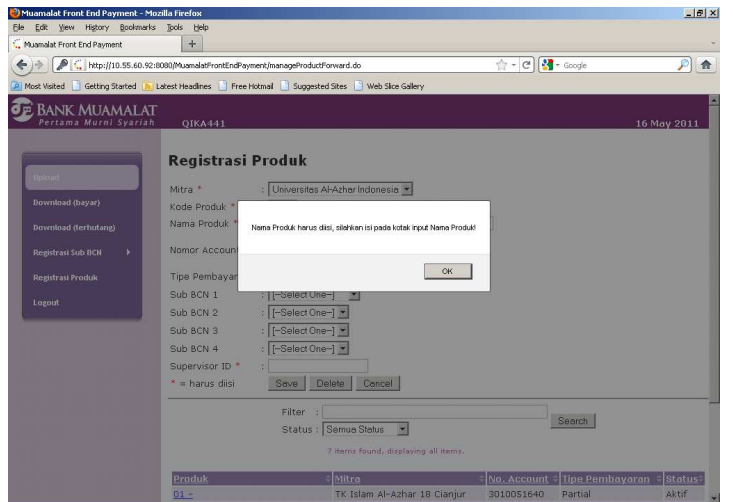 Muamalat Front End Payment - Mozilla Firefox
File Edit View History Bookmarks Tools Help
Muamalat Front End Payment
http://10.55.60.92:8080/MuamalatFrontEndPayment/manageProductForward.do
Google
Most Visited Getting Started Latest Headlines Free Hotmail Suggested Sites Web Slice Gallery
BANK MUAMALAT
Pertama Murni Syariah
QIKA441
16 May 2011
Upload
Download (bayar)
Download (terhutang)
Registrasi Sub BCN
Registrasi Produk
Logout
Registrasi Produk
Mitra * : Universitas Al-Azhar Indonesia
Kode Produk *
Nama Produk *
Nama Produk harus diisi, silahkan isi pada kotak input Nama Produk!
Nomor Account
OK
Tipe Pembayar
Sub BCN 1 : [--Select One--]
Sub BCN 2 : [--Select One--]
Sub BCN 3 : [--Select One--]
Sub BCN 4 : [--Select One--]
Supervisor ID * :
* = harus diisi Save Delete Cancel
Filter :
Search
Status : Semua Status
7 items found, displaying all items.
Produk Mitra No. Account Tipe Pembayaran Status
01 - TK Islam Al-Azhar 18 Cianjur 3010051640 Partial Aktif